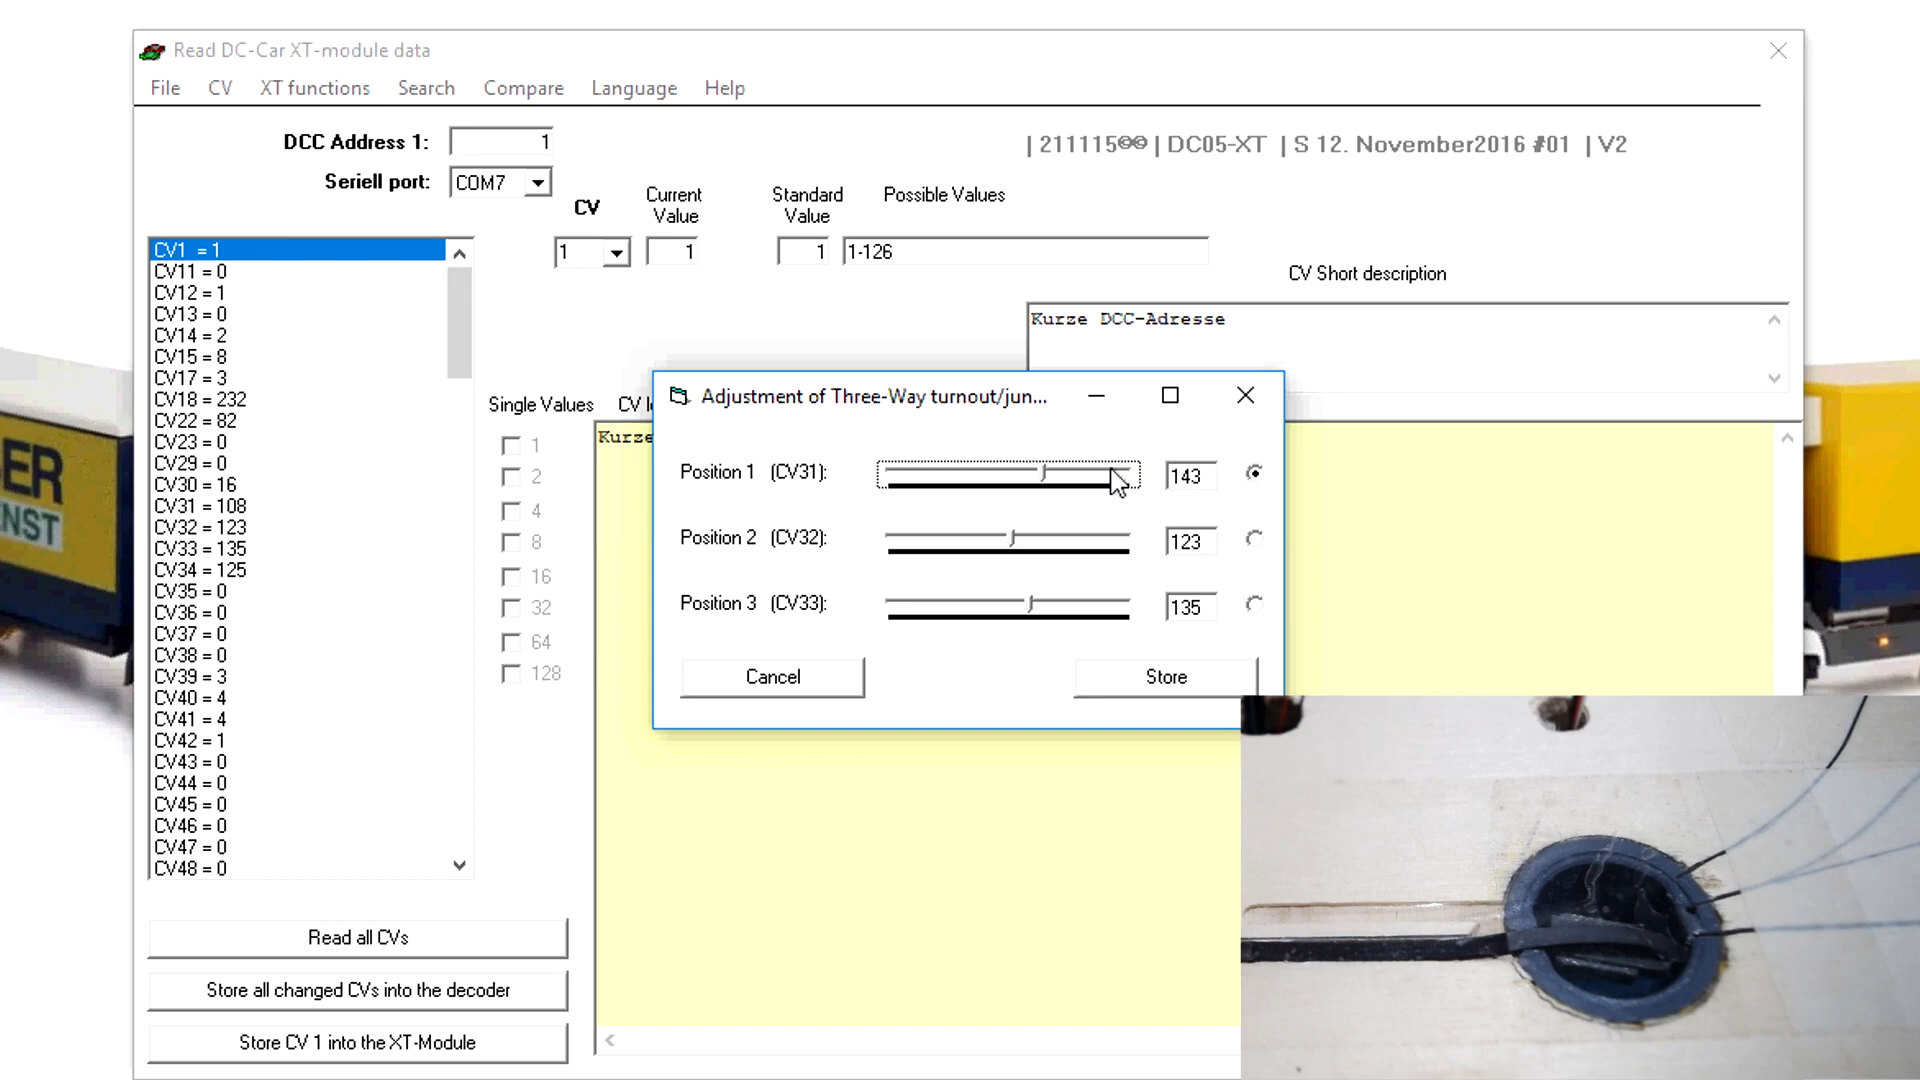 Read DC-Car XT-module data
File CV XT functions Search Compare Language Help
DCC Address 1: 1
| 21111500 | DC05-XT | S 12. November2016 #01 | V2
Seriell port: COM7
CV Current Value Standard Value Possible Values
1 1 1 1-126
CV Short description
Kurze DCC-Adresse
CV1 = 1
CV11 = 0
CV12 = 1
CV13 = 0
CV14 = 2
CV15 = 8
CV17 = 3
CV18 = 232
CV22 = 82
CV23 = 0
CV29 = 0
CV30 = 16
CV31 = 108
CV32 = 123
CV33 = 135
CV34 = 125
CV35 = 0
CV36 = 0
CV37 = 0
CV38 = 0
CV39 = 3
CV40 = 4
CV41 = 4
CV42 = 1
CV43 = 0
CV44 = 0
CV45 = 0
CV46 = 0
CV47 = 0
CV48 = 0
Single Values CV
1
2
4
8
16
32
64
128
Kurze
Adjustment of Three-Way turnout/jun...
Position 1 (CV31): 143
Position 2 (CV32): 123
Position 3 (CV33): 135
Cancel Store
Read all CVs
Store all changed CVs into the decoder
Store CV 1 into the XT-Module
ER
NST